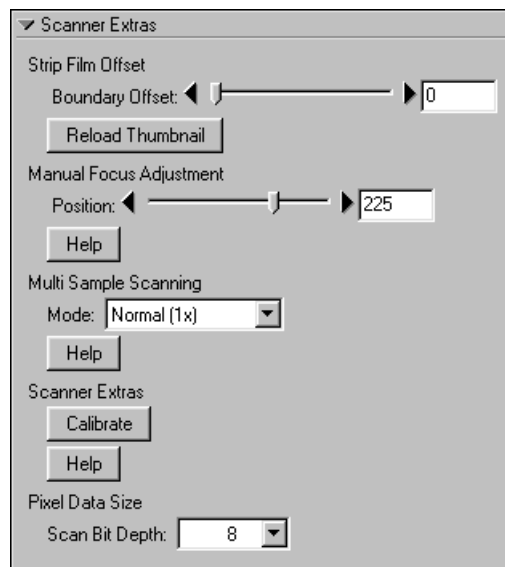 Scanner Extras
Strip Film Offset
Boundary Offset: 0
Reload Thumbnail
Manual Focus Adjustment
Position: 225
Help
Multi Sample Scanning
Mode: Normal (1x)
Help
Scanner Extras
Calibrate
Help
Pixel Data Size
Scan Bit Depth: 8